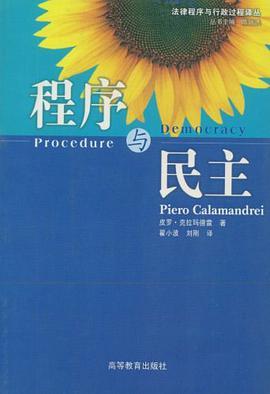 法律程序与行政过程译丛
程序
与
Democracy
Procedure
民主
Piero Calamandrei
皮罗·克拉玛德雷 著
翟小波 刘刚 译
高等教育出版社